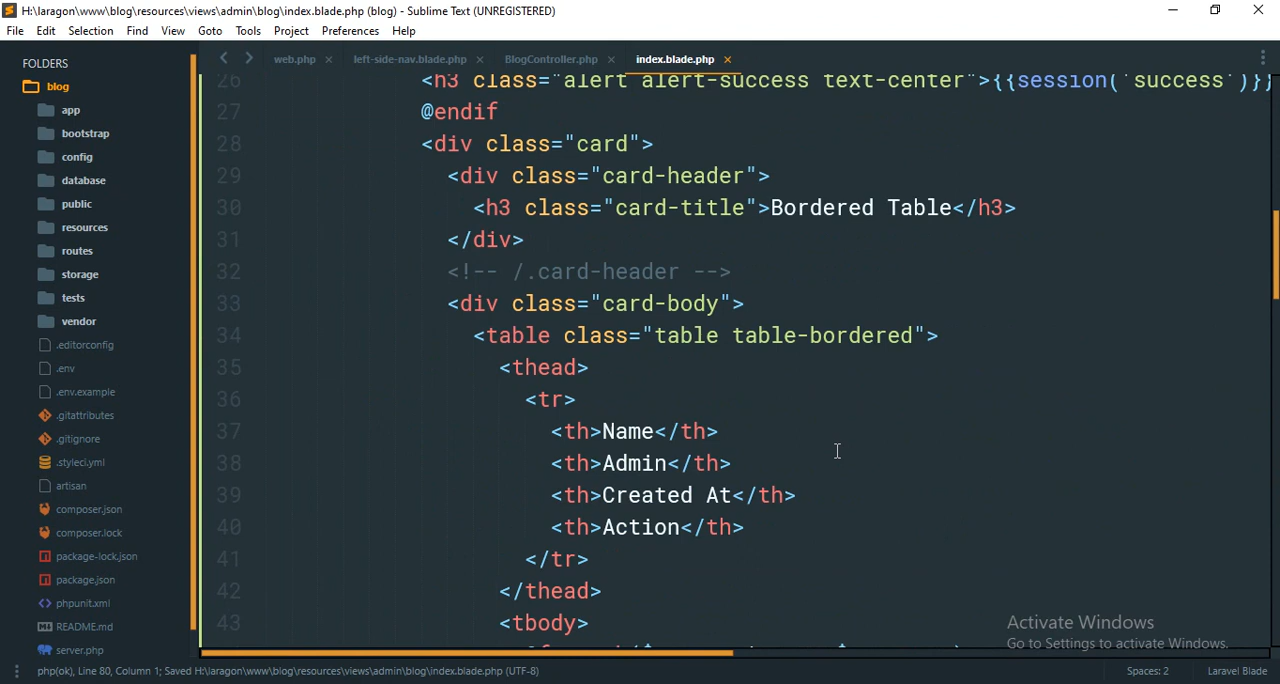 H:\laragon\www\blog\resources\views\admin\blog\index.blade.php (blog) - Sublime Text (UNREGISTERED)
File Edit Selection Find View Goto Tools Project Preferences Help
FOLDERS
blog
app
bootstrap
config
database
public
resources
routes
storage
tests
vendor
.editorconfig
.env
.env.example
.gitattributes
.gitignore
.styleci.yml
artisan
composer.json
composer.lock
package-lock.json
package.json
phpunit.xml
README.md
server.php
web.php left-side-nav.blade.php BlogController.php index.blade.php
26 <h3 class="alert alert-success text-center">{{session('success')}}
27 @endif
28 <div class="card">
29 <div class="card-header">
30 <h3 class="card-title">Bordered Table</h3>
31 </div>
32 <!-- /.card-header -->
33 <div class="card-body">
34 <table class="table table-bordered">
35 <thead>
36 <tr>
37 <th>Name</th>
38 <th>Admin</th>
39 <th>Created At</th>
40 <th>Action</th>
41 </tr>
42 </thead>
43 <tbody>
Activate Windows
Go to Settings to activate Windows.
php(ok), Line 80, Column 1; Saved H:\laragon\www\blog\resources\views\admin\blog\index.blade.php (UTF-8) Spaces: 2 Laravel Blade